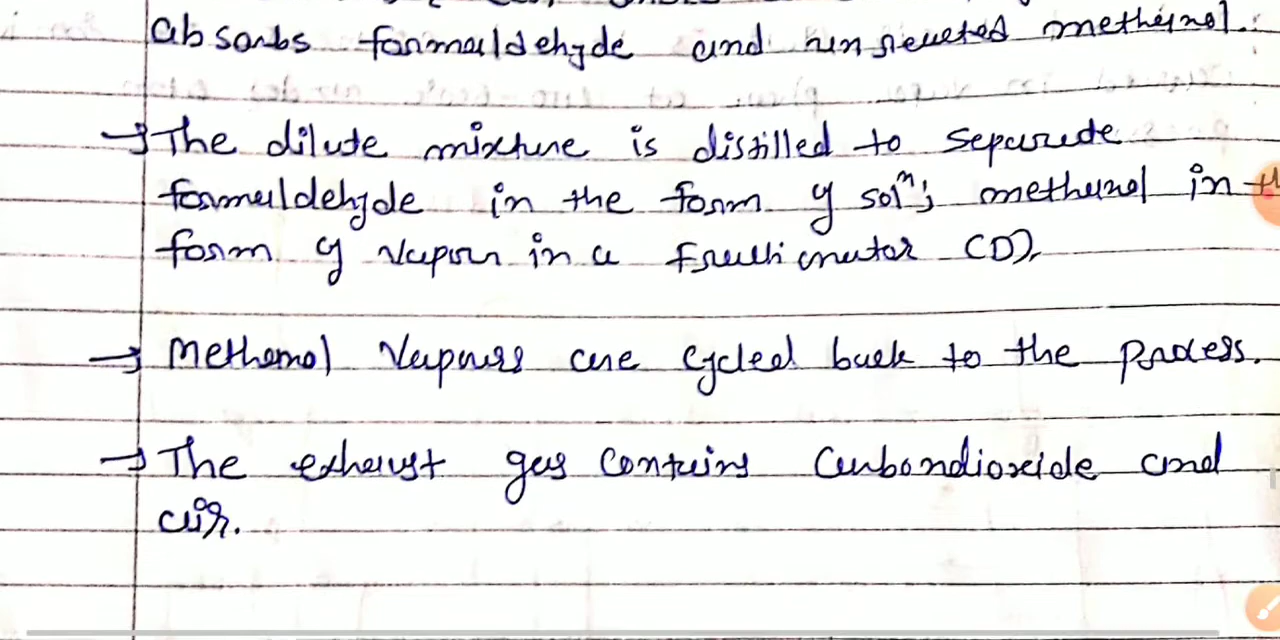 absorbs formaldehyde and unreacted methanol.
→ The dilute mixture is distilled to separate
formaldehyde in the form of solⁿ; methanol in
form of vapour in a fractionator (D).
→ Methanol vapours are cycled back to the process.
→ The exhaust gas contains carbondioxide and
air.